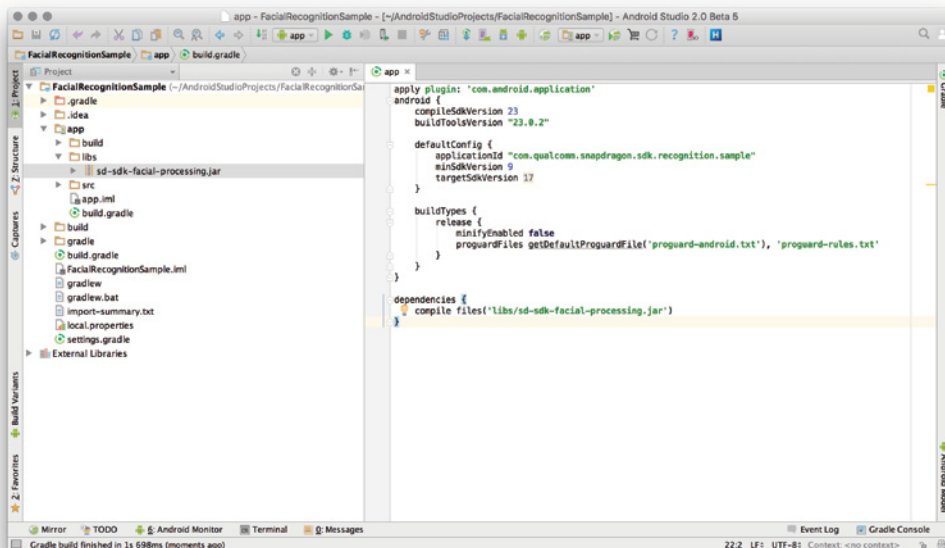 app - FacialRecognitionSample - [~/AndroidStudioProjects/FacialRecognitionSample] - Android Studio 2.0 Beta 5
app
app
FacialRecognitionSample
app
build.gradle
1: Project
Z: Structure
Captures
Build Variants
2: Favorites
Project
FacialRecognitionSample (~/AndroidStudioProjects/FacialRecognitionSa
.gradle
.idea
app
build
libs
sd-sdk-facial-processing.jar
src
app.iml
build.gradle
build
gradle
build.gradle
FacialRecognitionSample.iml
gradlew
gradlew.bat
import-summary.txt
local.properties
settings.gradle
External Libraries
app
apply plugin: 'com.android.application'
android {
compileSdkVersion 23
buildToolsVersion "23.0.2"
defaultConfig {
applicationId "com.qualcomm.snapdragon.sdk.recognition.sample"
minSdkVersion 9
targetSdkVersion 17
}
buildTypes {
release {
minifyEnabled false
proguardFiles getDefaultProguardFile('proguard-android.txt'), 'proguard-rules.txt'
}
}
}
dependencies {
compile files('libs/sd-sdk-facial-processing.jar')
}
Gradle
Android Model
Mirror
TODO
6: Android Monitor
Terminal
0: Messages
Event Log
Gradle Console
Gradle build finished in 1s 698ms (moments ago)
22:2 LF÷ UTF-8÷ Context: <no context>